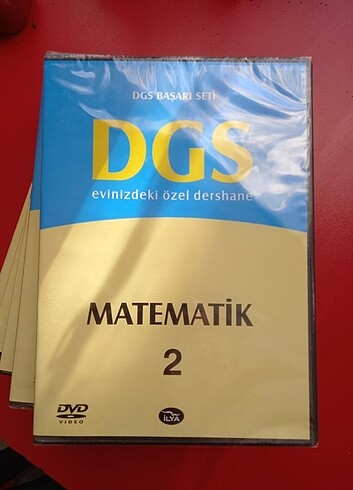 DGS BAŞARI SETİ
DGS
evinizdeki özel dershane
MATEMATİK
2
DVD
VIDEO
İLYA